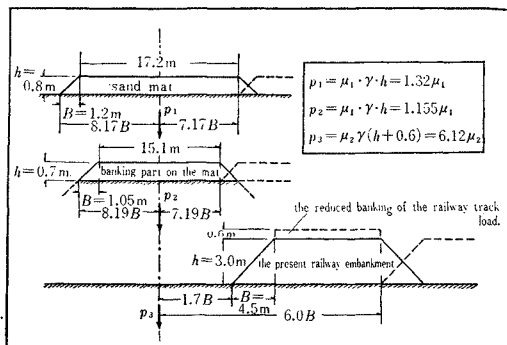 17.2m
h=
0.8m
sand mat
B=1.2m
p₁
8.17B
7.17B
p₁=μ₁·γ·h=1.32μ₁
p₂=μ₁·γ·h=1.155μ₁
p₃=μ₂γ(h+0.6)=6.12μ₂
15.1m
h=0.7m
banking part on the mat
B=1.05m
p₂
8.19B
7.19B
the reduced banking of the railway track
load.
0.6m
h=3.0m
the present railway embankment
1.7B
B=
4.5m
p₃
6.0B